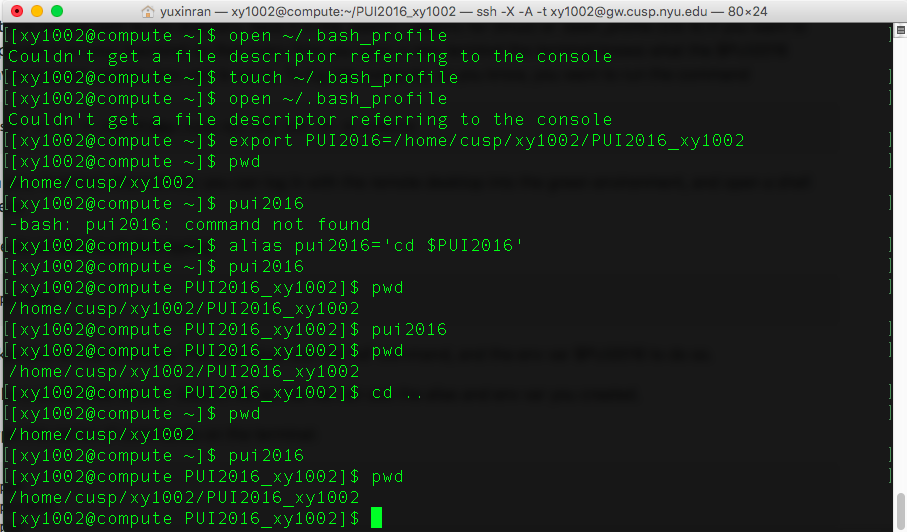 yuxinran — xy1002@compute:~/PUI2016_xy1002 — ssh -X -A -t xy1002@gw.cusp.nyu.edu — 80×24
[[xy1002@compute ~]$ open ~/.bash_profile ]
Couldn't get a file descriptor referring to the console
[[xy1002@compute ~]$ touch ~/.bash_profile ]
[[xy1002@compute ~]$ open ~/.bash_profile ]
Couldn't get a file descriptor referring to the console
[[xy1002@compute ~]$ export PUI2016=/home/cusp/xy1002/PUI2016_xy1002 ]
[[xy1002@compute ~]$ pwd ]
/home/cusp/xy1002
[[xy1002@compute ~]$ pui2016 ]
-bash: pui2016: command not found
[[xy1002@compute ~]$ alias pui2016='cd $PUI2016' ]
[[xy1002@compute ~]$ pui2016 ]
[[xy1002@compute PUI2016_xy1002]$ pwd ]
/home/cusp/xy1002/PUI2016_xy1002
[[xy1002@compute PUI2016_xy1002]$ pui2016 ]
[[xy1002@compute PUI2016_xy1002]$ pwd ]
/home/cusp/xy1002/PUI2016_xy1002
[[xy1002@compute PUI2016_xy1002]$ cd .. ]
[[xy1002@compute ~]$ pwd ]
/home/cusp/xy1002
[[xy1002@compute ~]$ pui2016 ]
[[xy1002@compute PUI2016_xy1002]$ pwd ]
/home/cusp/xy1002/PUI2016_xy1002
[xy1002@compute PUI2016_xy1002]$